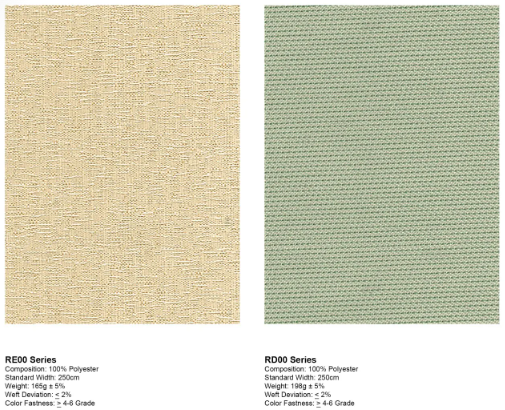 RE00 Series
Composition: 100% Polyester
Standard Width: 250cm
Weight: 165g ± 5%
Weft Deviation: ≤ 2%
Color Fastness: ≥ 4-6 Grade
RD00 Series
Composition: 100% Polyester
Standard Width: 250cm
Weight: 198g ± 5%
Weft Deviation: ≤ 2%
Color Fastness: ≥ 4-6 Grade